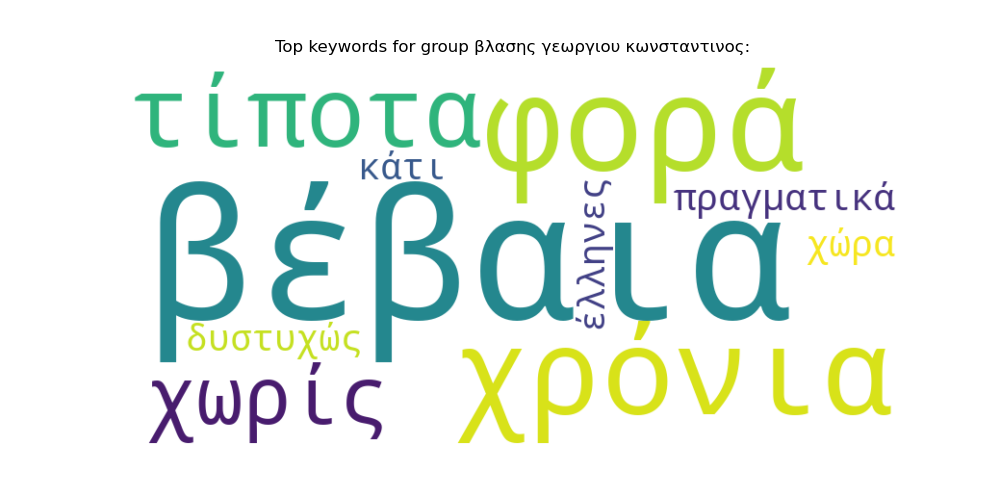 Top keywords for group βλασης γεωργιου κωνσταντινος:
τίποτα
φορά
κάτι
βέβαια
έλληνες
πραγματικά
χώρα
δυστυχώς
χωρίς
χρόνια